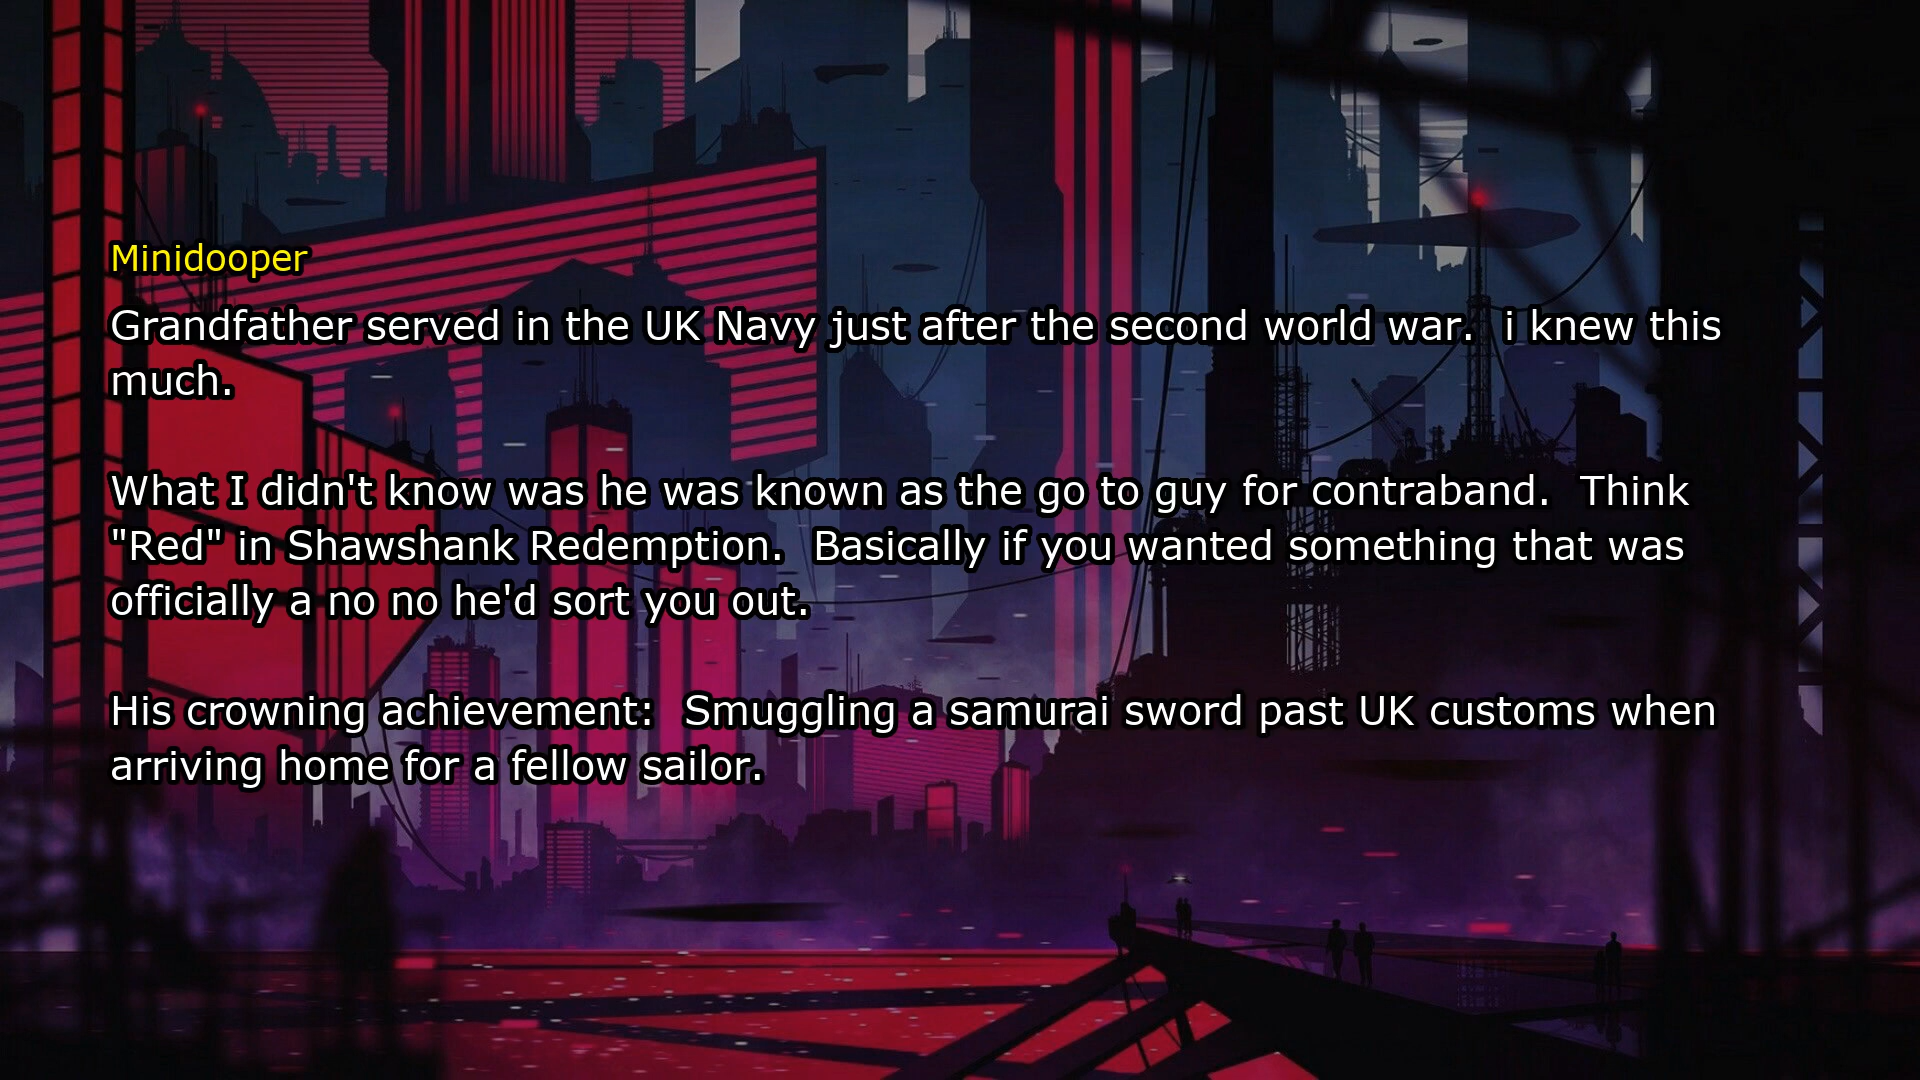 Minidooper
Grandfather served in the UK Navy just after the second world war.  i knew this
much.
What I didn't know was he was known as the go to guy for contraband.  Think
"Red" in Shawshank Redemption.  Basically if you wanted something that was
officially a no no he'd sort you out.
His crowning achievement:  Smuggling a samurai sword past UK customs when
arriving home for a fellow sailor.